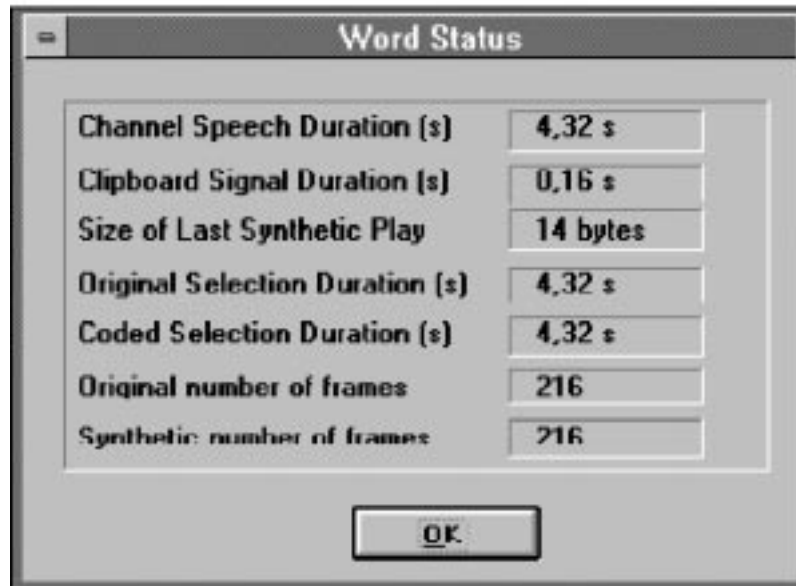 Word Status
Channel Speech Duration (s) 4,32 s
Clipboard Signal Duration (s) 0,16 s
Size of Last Synthetic Play 14 bytes
Original Selection Duration (s) 4,32 s
Coded Selection Duration (s) 4,32 s
Original number of frames 216
Synthetic number of frames 216
OK